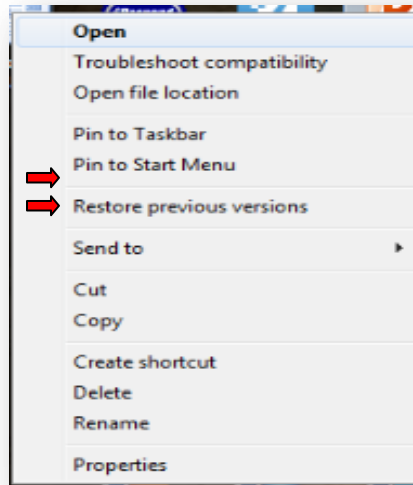 Open
Troubleshoot compatibility
Open file location
Pin to Taskbar
Pin to Start Menu
Restore previous versions
Send to
Cut
Copy
Create shortcut
Delete
Rename
Properties